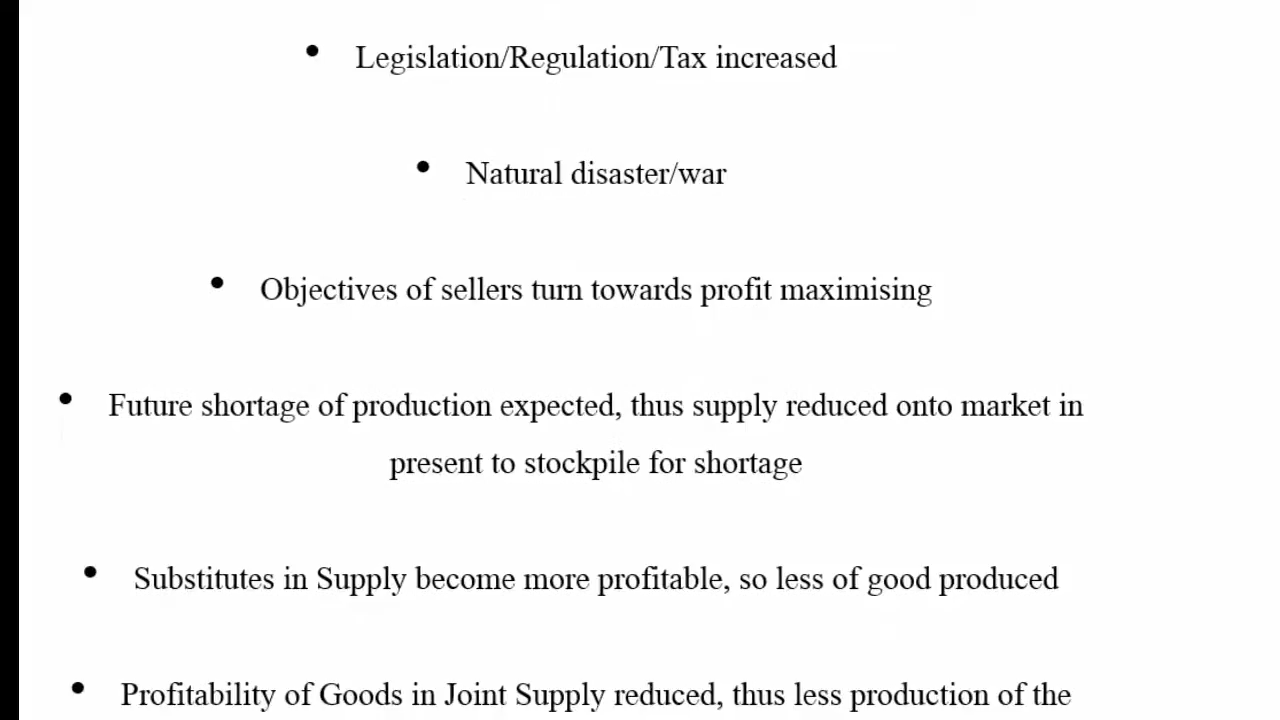 • Legislation/Regulation/Tax increased
• Natural disaster/war
• Objectives of sellers turn towards profit maximising
• Future shortage of production expected, thus supply reduced onto market in
present to stockpile for shortage
• Substitutes in Supply become more profitable, so less of good produced
• Profitability of Goods in Joint Supply reduced, thus less production of the